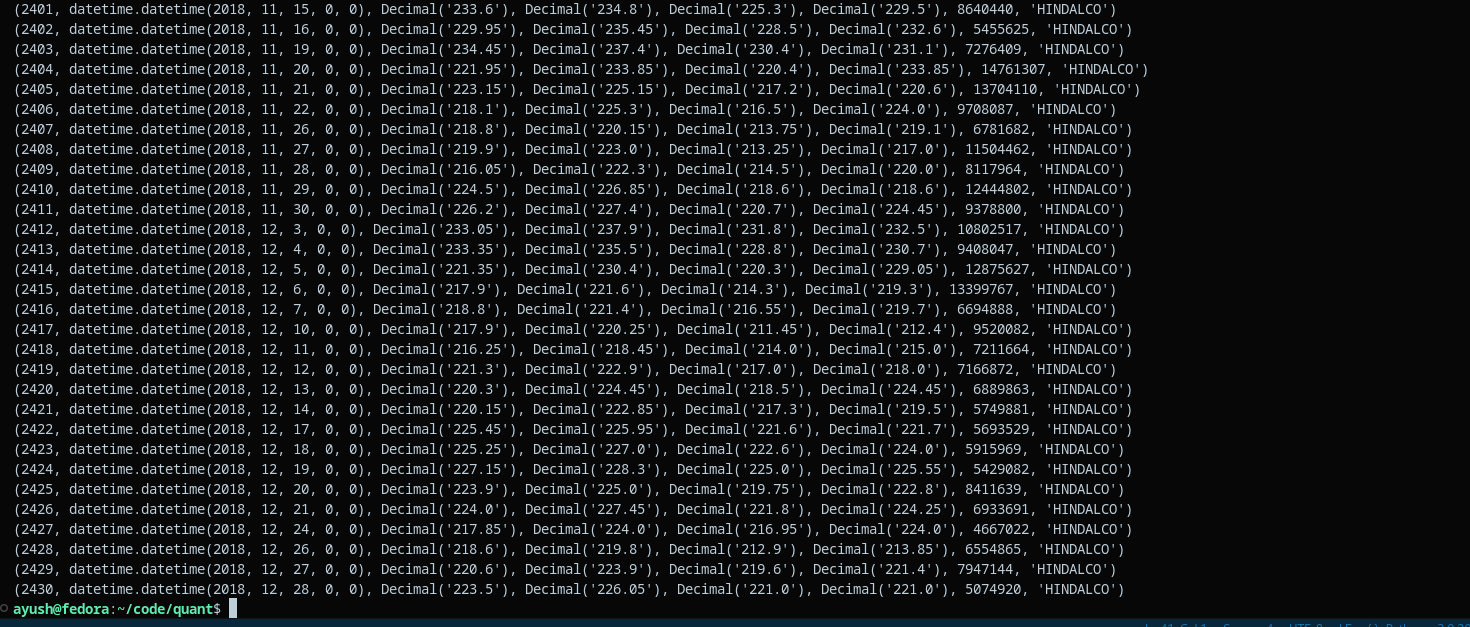 (2401, datetime.datetime(2018, 11, 15, 0, 0), Decimal('233.6'), Decimal('234.8'), Decimal('225.3'), Decimal('229.5'), 8640440, 'HINDALCO')
(2402, datetime.datetime(2018, 11, 16, 0, 0), Decimal('229.95'), Decimal('235.45'), Decimal('228.5'), Decimal('232.6'), 5455625, 'HINDALCO')
(2403, datetime.datetime(2018, 11, 19, 0, 0), Decimal('234.45'), Decimal('237.4'), Decimal('230.4'), Decimal('231.1'), 7276409, 'HINDALCO')
(2404, datetime.datetime(2018, 11, 20, 0, 0), Decimal('221.95'), Decimal('233.85'), Decimal('220.4'), Decimal('233.85'), 14761307, 'HINDALCO')
(2405, datetime.datetime(2018, 11, 21, 0, 0), Decimal('223.15'), Decimal('225.15'), Decimal('217.2'), Decimal('220.6'), 13704110, 'HINDALCO')
(2406, datetime.datetime(2018, 11, 22, 0, 0), Decimal('218.1'), Decimal('225.3'), Decimal('216.5'), Decimal('224.0'), 9708087, 'HINDALCO')
(2407, datetime.datetime(2018, 11, 26, 0, 0), Decimal('218.8'), Decimal('220.15'), Decimal('213.75'), Decimal('219.1'), 6781682, 'HINDALCO')
(2408, datetime.datetime(2018, 11, 27, 0, 0), Decimal('219.9'), Decimal('223.0'), Decimal('213.25'), Decimal('217.0'), 11504462, 'HINDALCO')
(2409, datetime.datetime(2018, 11, 28, 0, 0), Decimal('216.05'), Decimal('222.3'), Decimal('214.5'), Decimal('220.0'), 8117964, 'HINDALCO')
(2410, datetime.datetime(2018, 11, 29, 0, 0), Decimal('224.5'), Decimal('226.85'), Decimal('218.6'), Decimal('218.6'), 12444802, 'HINDALCO')
(2411, datetime.datetime(2018, 11, 30, 0, 0), Decimal('226.2'), Decimal('227.4'), Decimal('220.7'), Decimal('224.45'), 9378800, 'HINDALCO')
(2412, datetime.datetime(2018, 12, 3, 0, 0), Decimal('233.05'), Decimal('237.9'), Decimal('231.8'), Decimal('232.5'), 10802517, 'HINDALCO')
(2413, datetime.datetime(2018, 12, 4, 0, 0), Decimal('233.35'), Decimal('235.5'), Decimal('228.8'), Decimal('230.7'), 9408047, 'HINDALCO')
(2414, datetime.datetime(2018, 12, 5, 0, 0), Decimal('221.35'), Decimal('230.4'), Decimal('220.3'), Decimal('229.05'), 12875627, 'HINDALCO')
(2415, datetime.datetime(2018, 12, 6, 0, 0), Decimal('217.9'), Decimal('221.6'), Decimal('214.3'), Decimal('219.3'), 13399767, 'HINDALCO')
(2416, datetime.datetime(2018, 12, 7, 0, 0), Decimal('218.8'), Decimal('221.4'), Decimal('216.55'), Decimal('219.7'), 6694888, 'HINDALCO')
(2417, datetime.datetime(2018, 12, 10, 0, 0), Decimal('217.9'), Decimal('220.25'), Decimal('211.45'), Decimal('212.4'), 9520082, 'HINDALCO')
(2418, datetime.datetime(2018, 12, 11, 0, 0), Decimal('216.25'), Decimal('218.45'), Decimal('214.0'), Decimal('215.0'), 7211664, 'HINDALCO')
(2419, datetime.datetime(2018, 12, 12, 0, 0), Decimal('221.3'), Decimal('222.9'), Decimal('217.0'), Decimal('218.0'), 7166872, 'HINDALCO')
(2420, datetime.datetime(2018, 12, 13, 0, 0), Decimal('220.3'), Decimal('224.45'), Decimal('218.5'), Decimal('224.45'), 6889863, 'HINDALCO')
(2421, datetime.datetime(2018, 12, 14, 0, 0), Decimal('220.15'), Decimal('222.85'), Decimal('217.3'), Decimal('219.5'), 5749881, 'HINDALCO')
(2422, datetime.datetime(2018, 12, 17, 0, 0), Decimal('225.45'), Decimal('225.95'), Decimal('221.6'), Decimal('221.7'), 5693529, 'HINDALCO')
(2423, datetime.datetime(2018, 12, 18, 0, 0), Decimal('225.25'), Decimal('227.0'), Decimal('222.6'), Decimal('224.0'), 5915969, 'HINDALCO')
(2424, datetime.datetime(2018, 12, 19, 0, 0), Decimal('227.15'), Decimal('228.3'), Decimal('225.0'), Decimal('225.55'), 5429082, 'HINDALCO')
(2425, datetime.datetime(2018, 12, 20, 0, 0), Decimal('223.9'), Decimal('225.0'), Decimal('219.75'), Decimal('222.8'), 8411639, 'HINDALCO')
(2426, datetime.datetime(2018, 12, 21, 0, 0), Decimal('224.0'), Decimal('227.45'), Decimal('221.8'), Decimal('224.25'), 6933691, 'HINDALCO')
(2427, datetime.datetime(2018, 12, 24, 0, 0), Decimal('217.85'), Decimal('224.0'), Decimal('216.95'), Decimal('224.0'), 4667022, 'HINDALCO')
(2428, datetime.datetime(2018, 12, 26, 0, 0), Decimal('218.6'), Decimal('219.8'), Decimal('212.9'), Decimal('213.85'), 6554865, 'HINDALCO')
(2429, datetime.datetime(2018, 12, 27, 0, 0), Decimal('220.6'), Decimal('223.9'), Decimal('219.6'), Decimal('221.4'), 7947144, 'HINDALCO')
(2430, datetime.datetime(2018, 12, 28, 0, 0), Decimal('223.5'), Decimal('226.05'), Decimal('221.0'), Decimal('221.0'), 5074920, 'HINDALCO')
ayush@fedora:~/code/quant$